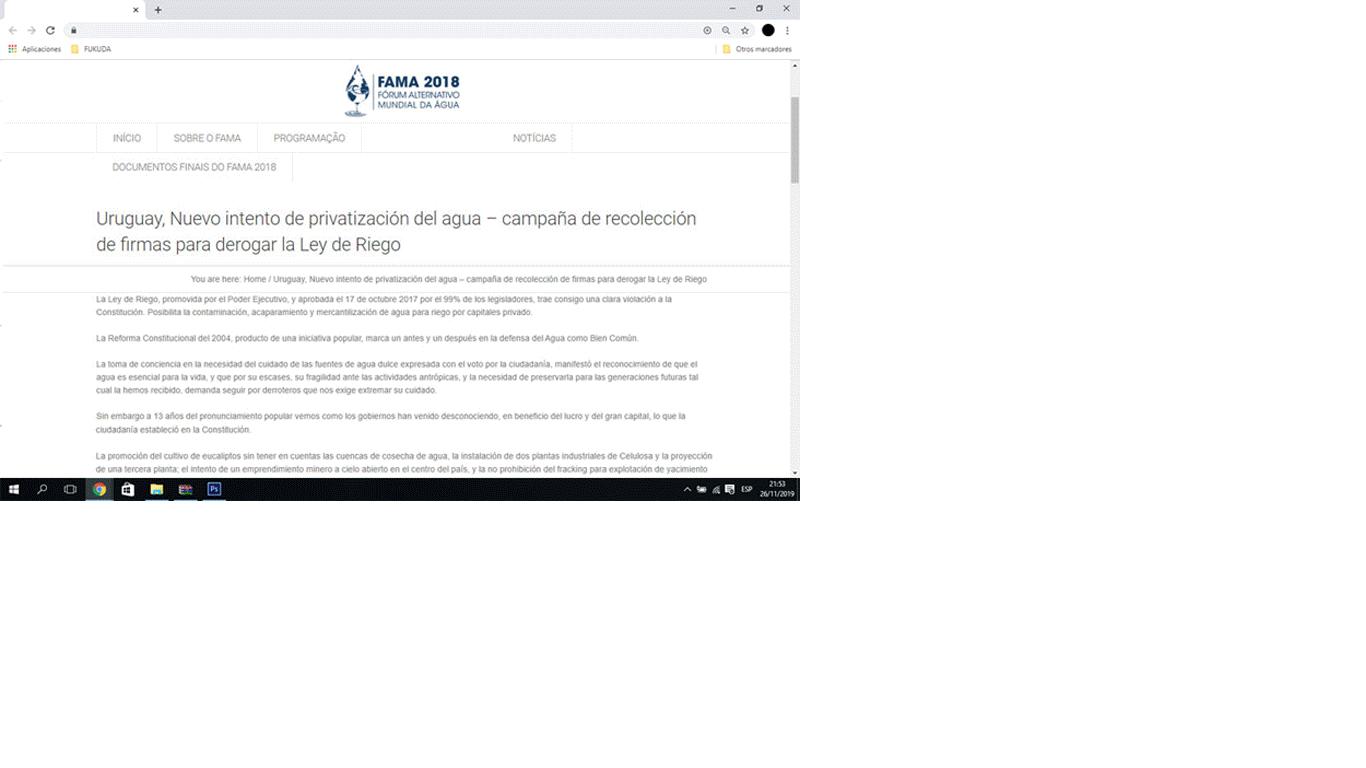 Aplicaciones FUKUDA Otros marcadores
FAMA 2018
FÓRUM ALTERNATIVO
MUNDIAL DA ÁGUA
INÍCIO SOBRE O FAMA PROGRAMAÇÃO NOTÍCIAS
DOCUMENTOS FINAIS DO FAMA 2018
Uruguay, Nuevo intento de privatización del agua – campaña de recolección
de firmas para derogar la Ley de Riego
You are here: Home / Uruguay, Nuevo intento de privatización del agua – campaña de recolección de firmas para derogar la Ley de Riego
La Ley de Riego, promovida por el Poder Ejecutivo, y aprobada el 17 de octubre 2017 por el 99% de los legisladores, trae consigo una clara violación a la
Constitución. Posibilita la contaminación, acaparamiento y mercantilización de agua para riego por capitales privado.
La Reforma Constitucional del 2004, producto de una iniciativa popular, marca un antes y un después en la defensa del Agua como Bien Común.
La toma de conciencia en la necesidad del cuidado de las fuentes de agua dulce expresada con el voto por la ciudadanía, manifestó el reconocimiento de que el
agua es esencial para la vida, y que por su escases, su fragilidad ante las actividades antrópicas, y la necesidad de preservarla para las generaciones futuras tal
cual la hemos recibido, demanda seguir por derroteros que nos exige extremar su cuidado.
Sin embargo a 13 años del pronunciamiento popular vemos como los gobiernos han venido desconociendo, en beneficio del lucro y del gran capital, lo que la
ciudadanía estableció en la Constitución.
La promoción del cultivo de eucaliptos sin tener en cuentas las cuencas de cosecha de agua, la instalación de dos plantas industriales de Celulosa y la proyección
de una tercera planta; el intento de un emprendimiento minero a cielo abierto en el centro del país, y la no prohibición del fracking para explotación de yacimiento
Ps ESP 21:53
26/11/2019